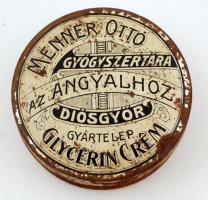 MENNER OTTÓ
GYÓGYSZERTÁRA
AZ ANGYALHOZ
DIÓSGYŐR
GYÁRTELEP.
GLYCERIN CRÉM